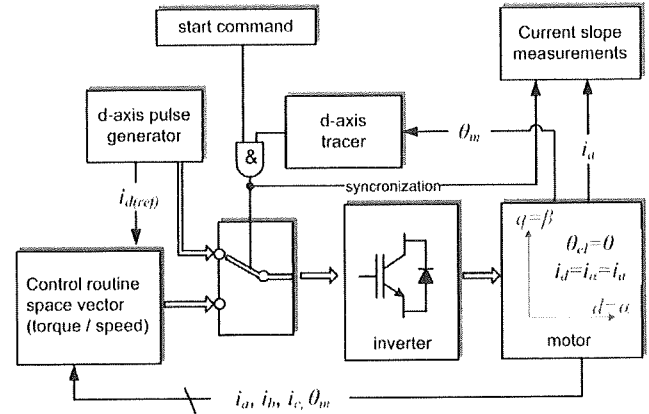 start command
Current slope
measurements
d-axis pulse
generator
d-axis
tracer
θm
&
ia
syncronization
id(ref)
q=β
θel=0
id=iα=ia
d=α
Control routine
space vector
(torque / speed)
inverter
motor
ia, ib, ic, θm